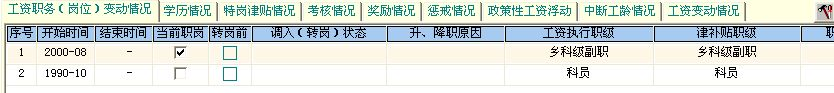 工资职务（岗位）变动情况 学历情况 特岗津贴情况 考核情况 奖励情况 惩戒情况 政策性工资浮动 中断工龄情况 工资变动情况
序号 开始时间 结束时间 当前职岗 转岗前 调入（转岗）状态 升、降职原因 工资执行职级 津补贴职级
1 2000-08 - 乡科级副职 乡科级副职
2 1990-10 - 科员 科员